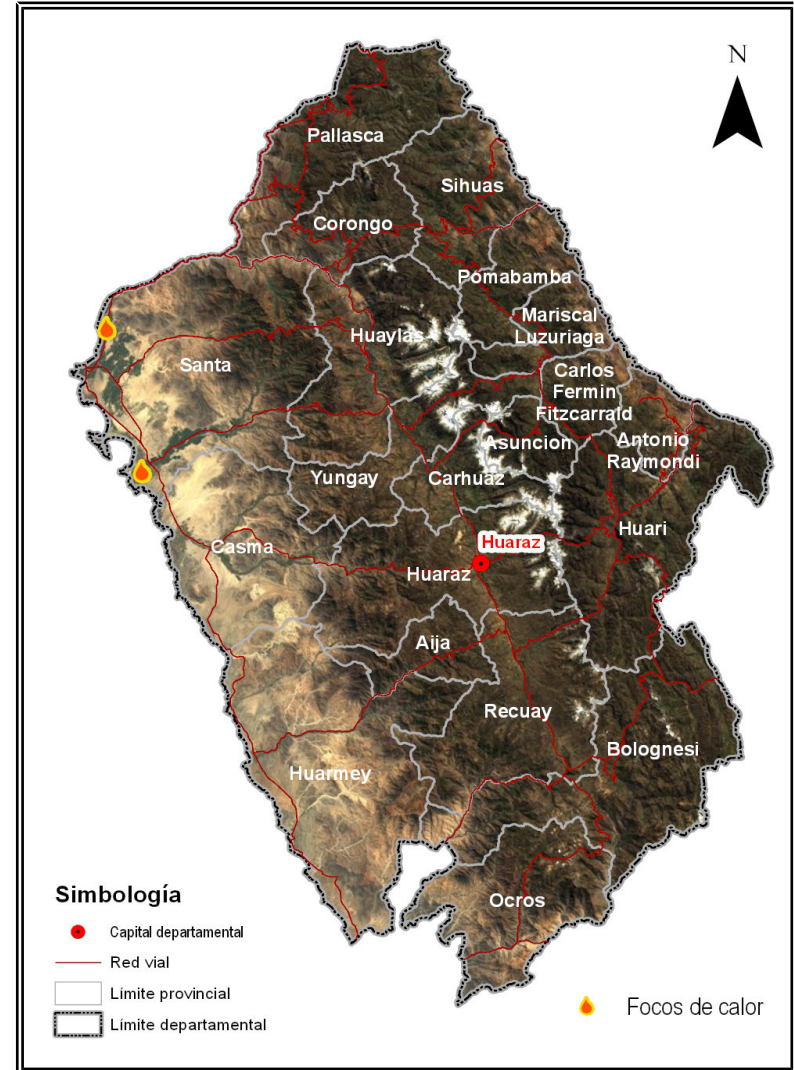 N
Pallasca
Sihuas
Corongo
Pomabamba
Mariscal
Luzuriaga
Huaylas
Santa
Carlos
Fermin
Fitzcarrald
Asuncion
Antonio
Raymondi
Yungay
Carhuaz
Huari
Huaraz
Casma
Huaraz
Aija
Recuay
Bolognesi
Huarmey
Ocros
Simbología
Capital departamental
Red vial
Límite provincial
Límite departamental
Focos de calor